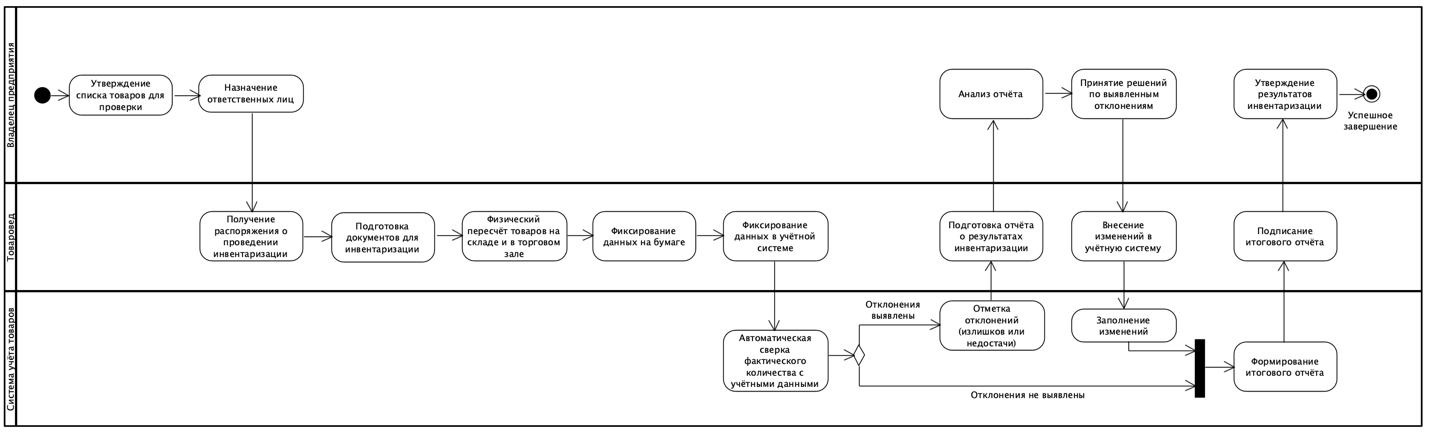 Владелец предприятия
Утверждение
списка товаров для
проверки
Назначение
ответственных лиц
Анализ отчёта
Принятие решений
по выявленным
отклонениям
Утверждение
результатов
инвентаризации
Успешное
завершение
Товаровед
Получение
распоряжения о
проведении
инвентаризации
Подготовка
документов для
инвентаризации
Физический
пересчёт товаров на
складе и в торговом
зале
Фиксирование
данных на бумаге
Фиксирование
данных в учётной
системе
Подготовка отчёта
о результатах
инвентаризации
Внесение
изменений в
учётную систему
Подписание
итогового отчёта
Система учёта товаров
Автоматическая
сверка
фактического
количества с
учётными данными
Отклонения
выявлены
Отметка
отклонений
(излишков или
недостачи)
Заполнение
изменений
Отклонения не выявлены
Формирование
итогового отчёта